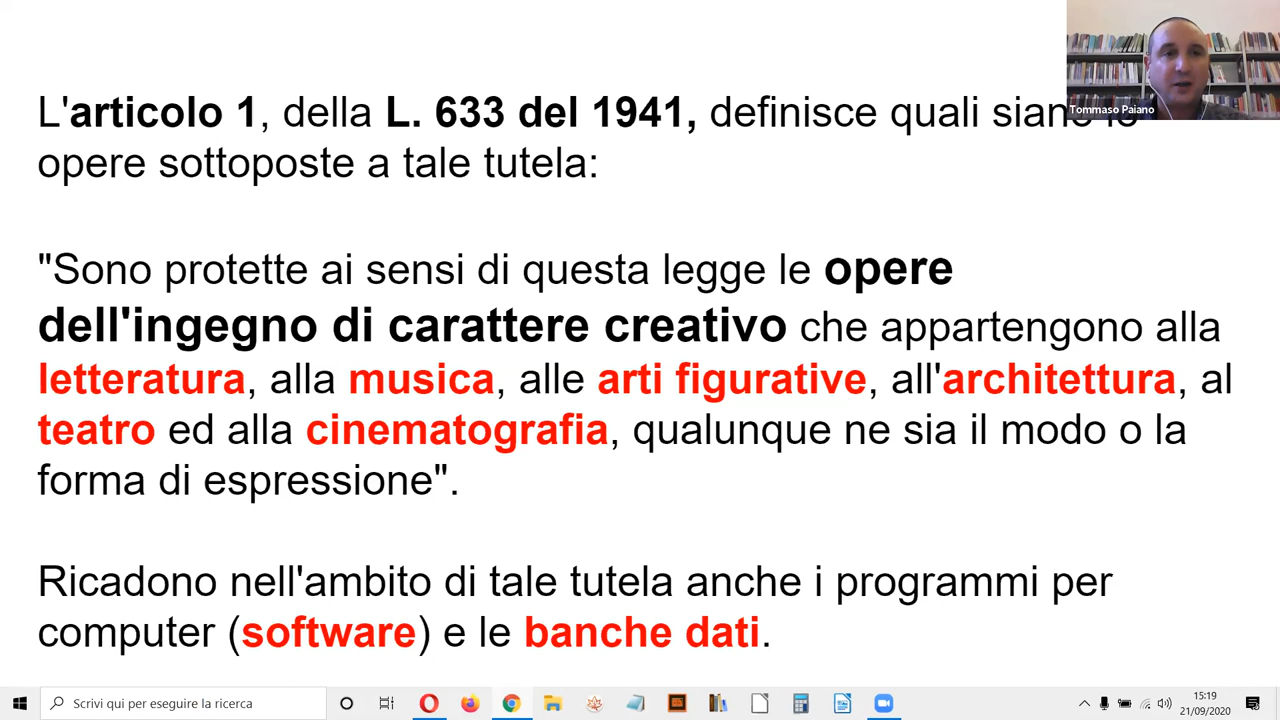 L'articolo 1, della L. 633 del 1941, definisce quali siano le
opere sottoposte a tale tutela:
"Sono protette ai sensi di questa legge le opere
dell'ingegno di carattere creativo che appartengono alla
letteratura, alla musica, alle arti figurative, all'architettura, al
teatro ed alla cinematografia, qualunque ne sia il modo o la
forma di espressione".
Ricadono nell'ambito di tale tutela anche i programmi per
computer (software) e le banche dati.
Tommaso Paiano
Scrivi qui per eseguire la ricerca
15:19
21/09/2020